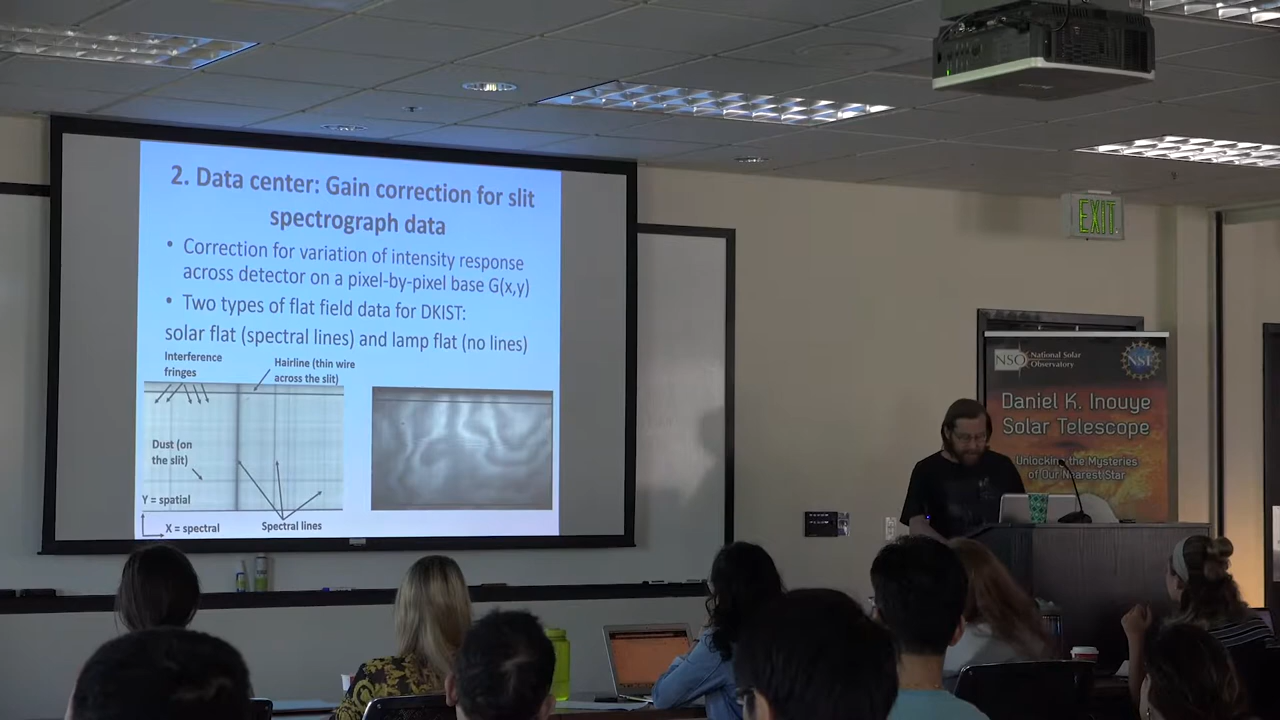 2. Data center: Gain correction for slit
spectrograph data
• Correction for variation of intensity response
across detector on a pixel-by-pixel base G(x,y)
• Two types of flat field data for DKIST:
solar flat (spectral lines) and lamp flat (no lines)
Interference
fringes
Hairline (thin wire
across the slit)
Dust (on
the slit)
Y = spatial
X = spectral
Spectral lines
EXIT
NSO
National Solar
Observatory
NSF
Daniel K. Inouye
Solar Telescope
Unlocking the Mysteries
of Our Nearest Star